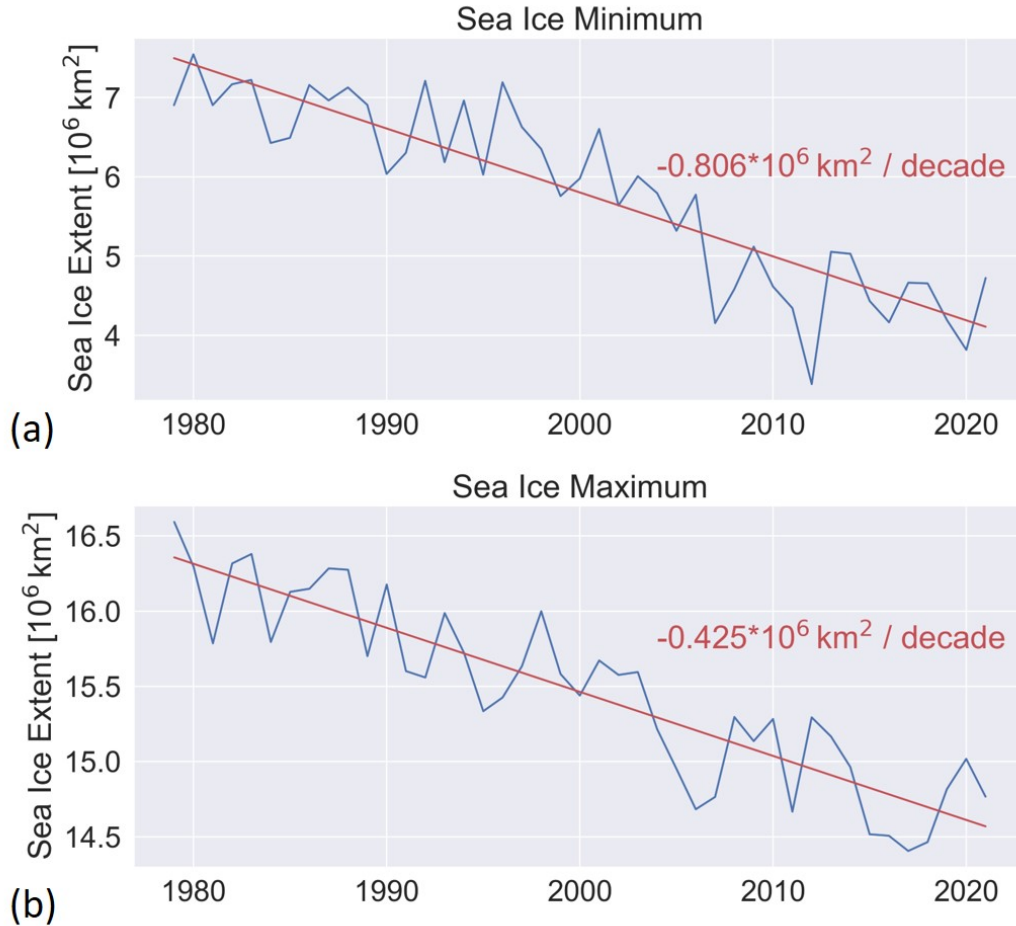 Sea Ice Minimum
Sea Ice Extent [10⁶ km²]
7
6
5
4
-0.806*10⁶ km² / decade
1980 1990 2000 2010 2020
(a)
Sea Ice Maximum
Sea Ice Extent [10⁶ km²]
16.5
16.0
15.5
15.0
14.5
-0.425*10⁶ km² / decade
1980 1990 2000 2010 2020
(b)